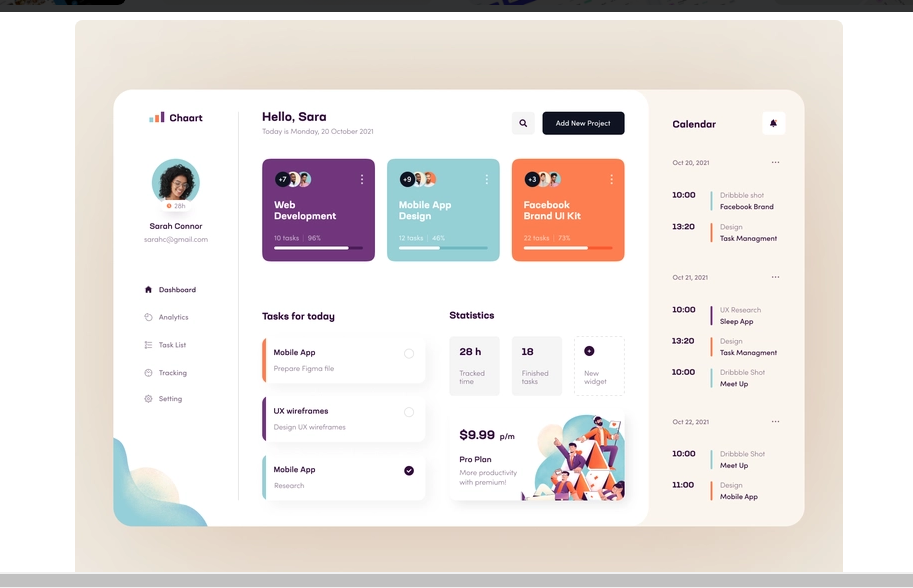 Chaart
28h
Sarah Connor
sarahc@gmail.com
Dashboard
Analytics
Task List
Tracking
Setting
Hello, Sara
Today is Monday, 20 October 2021
Add New Project
+7
Web
Development
10 tasks | 96%
+9
Mobile App
Design
12 tasks | 46%
+3
Facebook
Brand UI Kit
22 tasks | 73%
Tasks for today
Mobile App
Prepare Figma file
UX wireframes
Design UX wireframes
Mobile App
Research
Statistics
28 h
Tracked
time
18
Finished
tasks
New
widget
$9.99 p/m
Pro Plan
More productivity
with premium!
Calendar
Oct 20, 2021
10:00
Dribbble shot
Facebook Brand
13:20
Design
Task Managment
Oct 21, 2021
10:00
UX Research
Sleep App
13:20
Design
Task Managment
10:00
Dribbble Shot
Meet Up
Oct 22, 2021
10:00
Dribbble Shot
Meet Up
11:00
Design
Mobile App